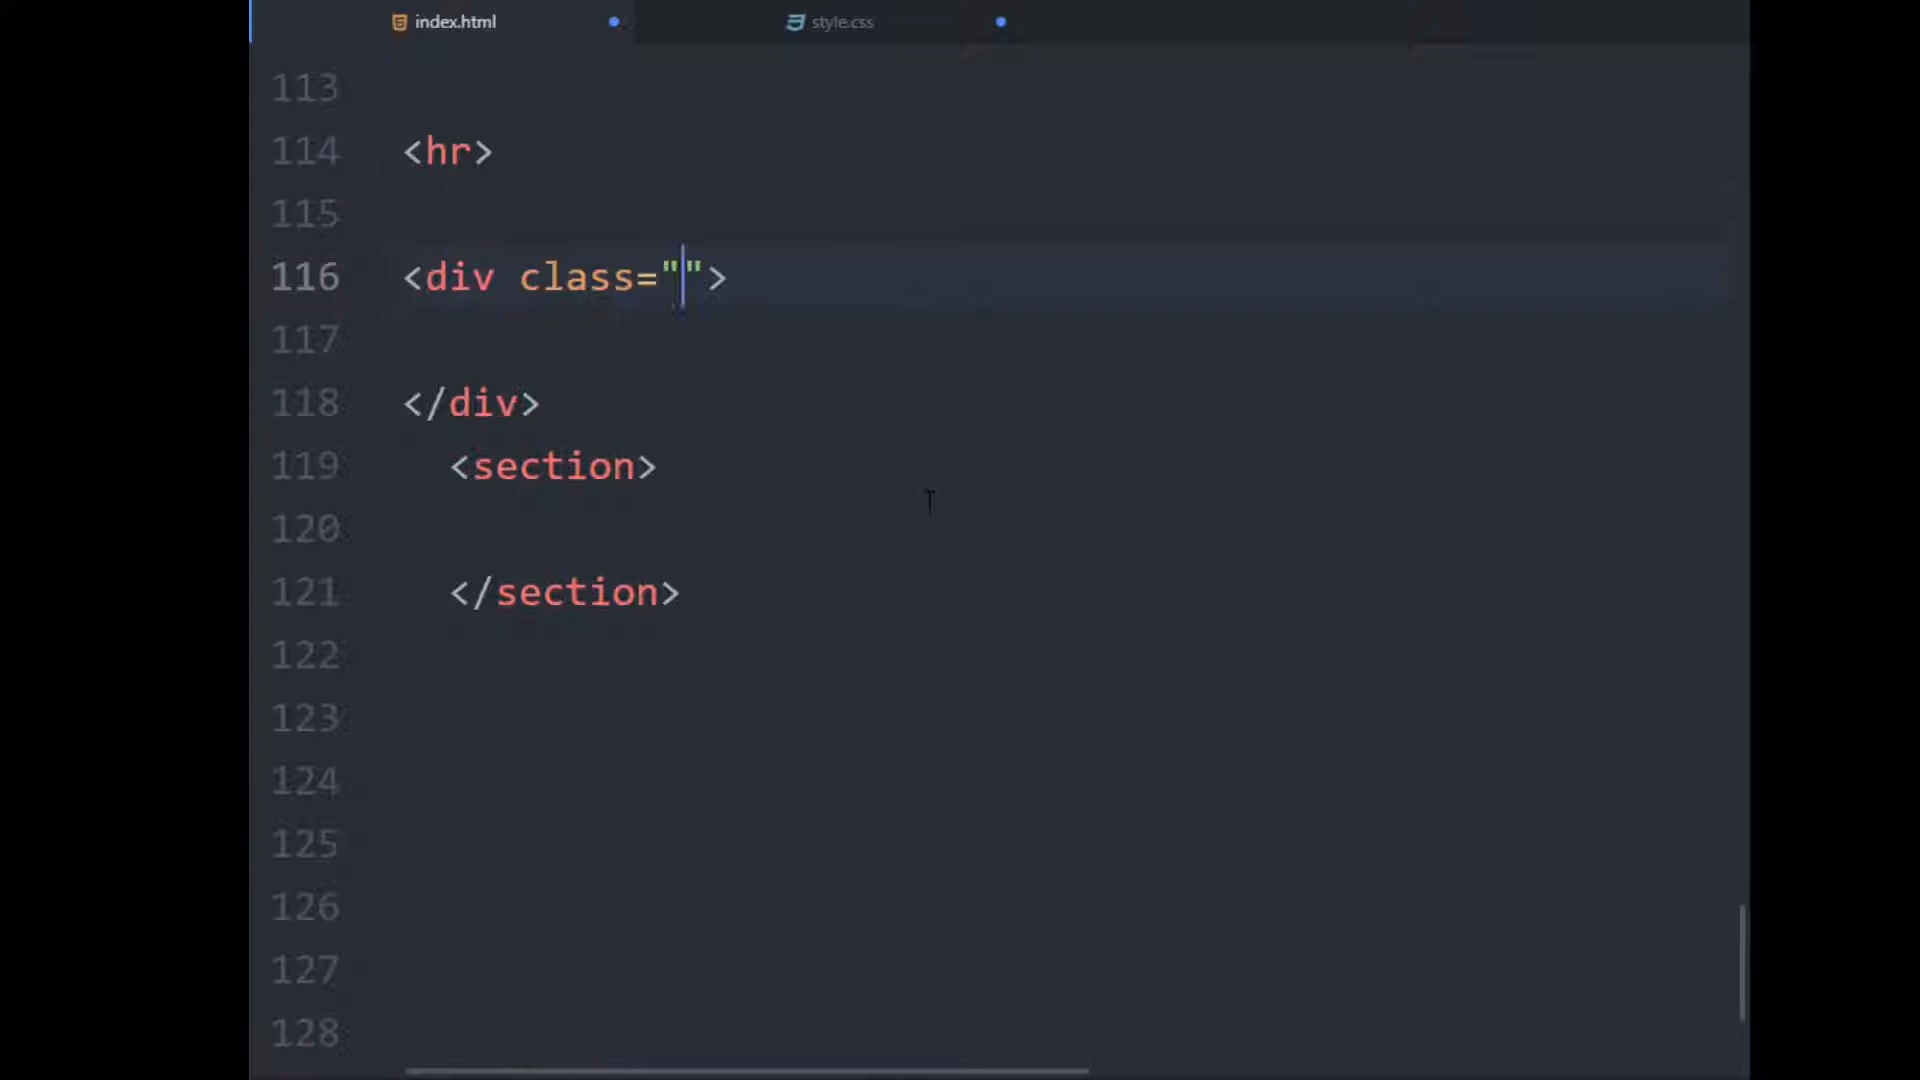 index.html
style.css
113
114 <hr>
115
116 <div class="">
117
118 </div>
119 <section>
120
121 </section>
122
123
124
125
126
127
128